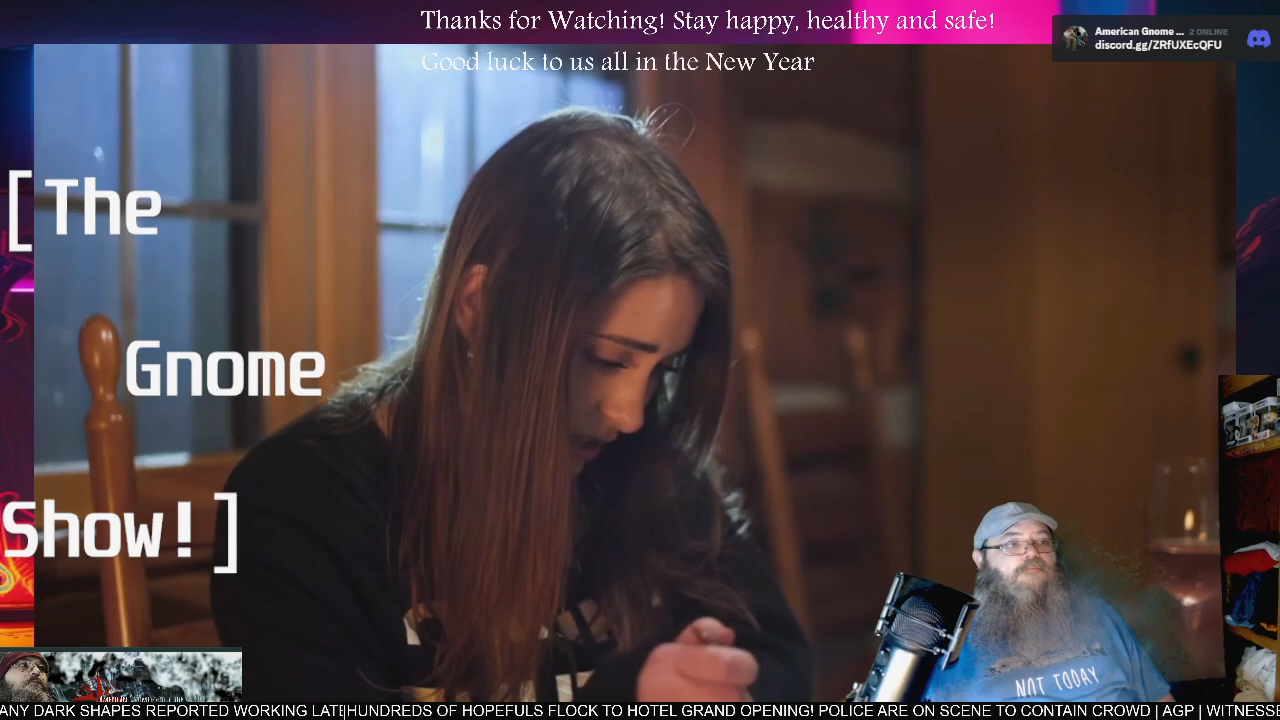 Thanks for Watching! Stay happy, healthy and safe!
Good luck to us all in the New Year
American Gnome ... 2 ONLINE
discord.gg/ZRfUXEcQFU
[ The
Gnome
Show! ]
NOT TODAY
ANY DARK SHAPES REPORTED WORKING LATE|HUNDREDS OF HOPEFULS FLOCK TO HOTEL GRAND OPENING! POLICE ARE ON SCENE TO CONTAIN CROWD | AGP | WITNESSE